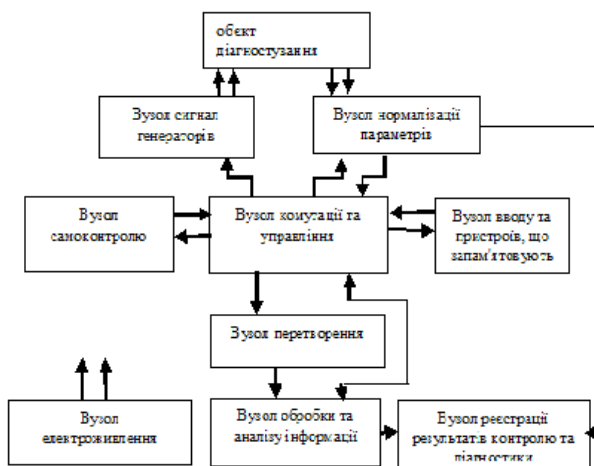 обєкт
діагностування
Вузол сигнал
генераторів
Вузол нормалізації
параметрів
Вузол
самоконтролю
Вузол комутації та
управління
Вузол вводу та
пристроїв, що
запам'ятовують
Вузол перетворення
Вузол
електроживлення
Вузол обробки та
аналізу інформації
Вузол реєстрації
результатів контролю та
діагностики